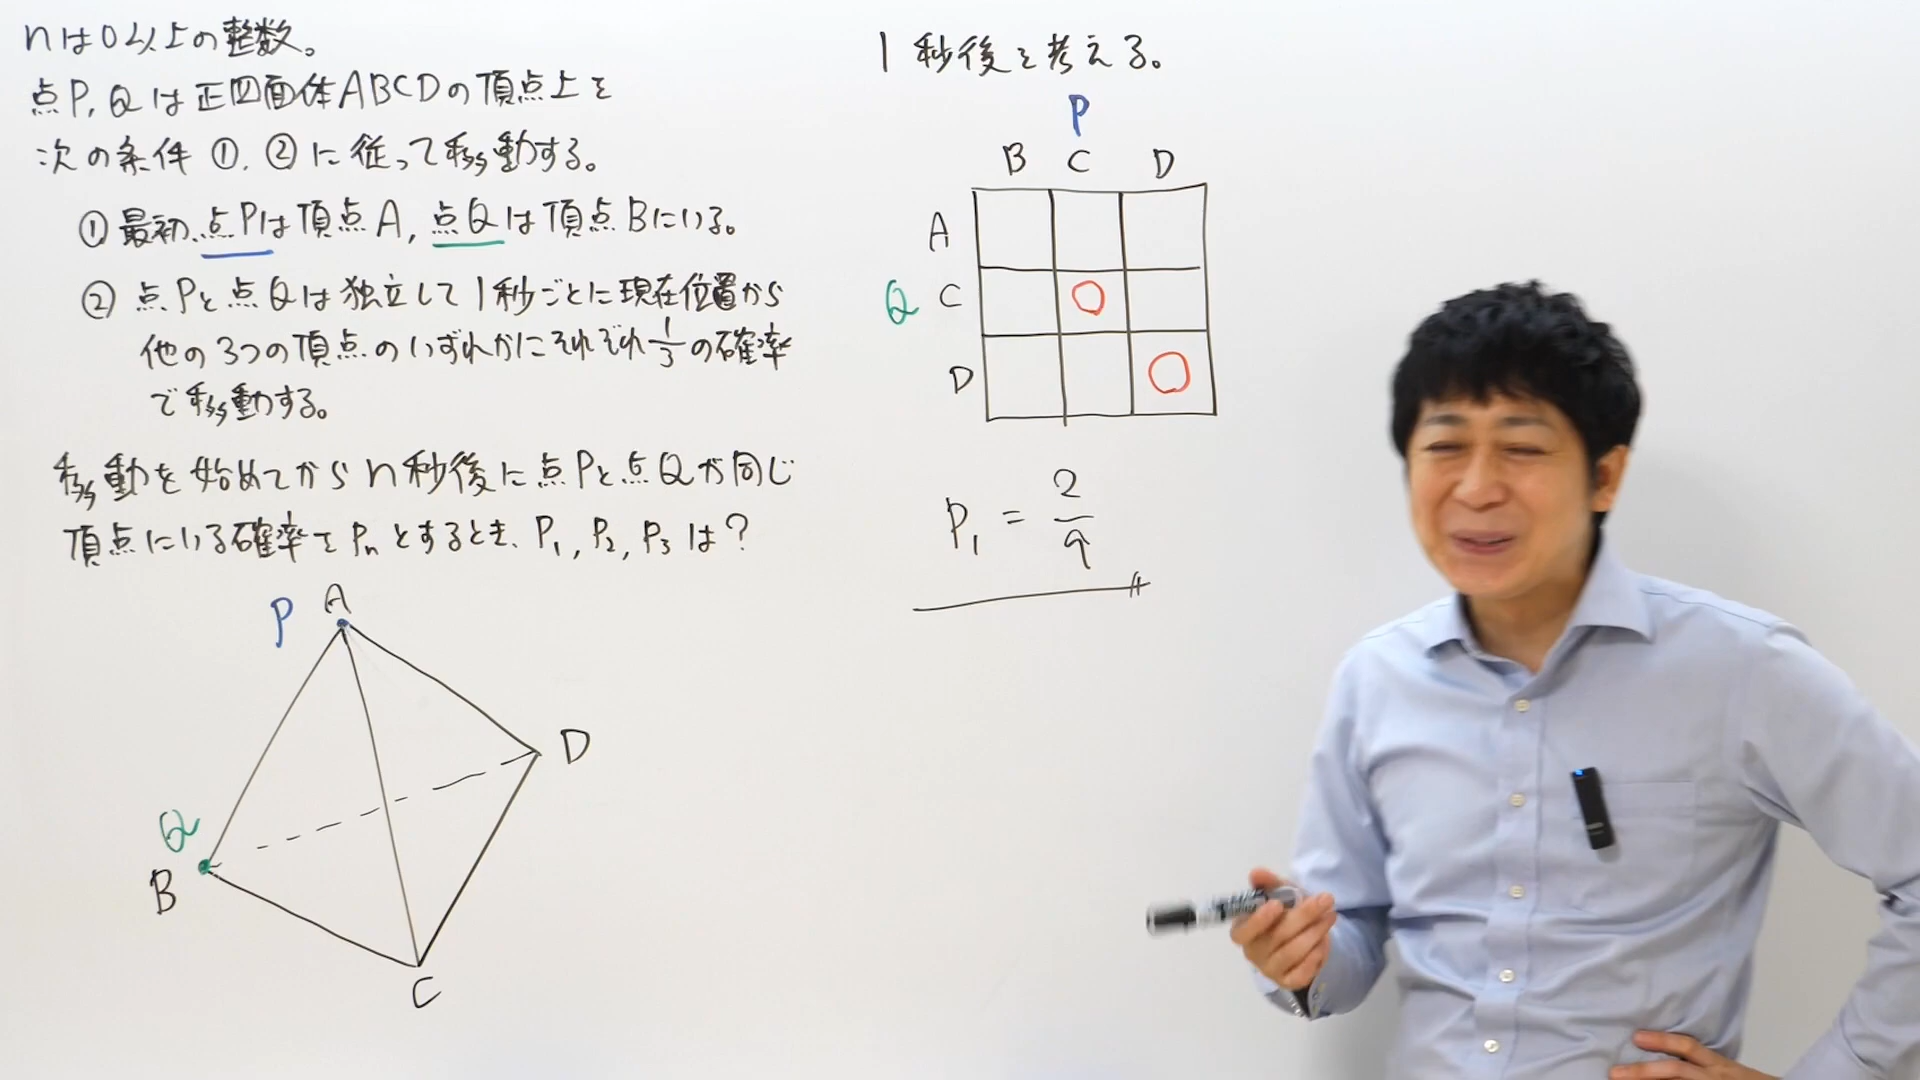 nは0以上の整数。
点P, Qは正四面体ABCDの頂点上を
次の条件 ①, ② に従って移動する。
① 最初、点Pは頂点A, 点Qは頂点Bにいる。
② 点Pと点Qは独立して1秒ごとに現在位置から
他の3つの頂点のいずれかにそれぞれ 1/3 の確率
で移動する。
移動を始めてからn秒後に点Pと点Qが同じ
頂点にいる確率をPnとするとき、P1, P2, P3は?
P A
D
Q
B
C
1秒後を考える。
P
B C D
A
Q C ○
D ○
P1 = 2/9